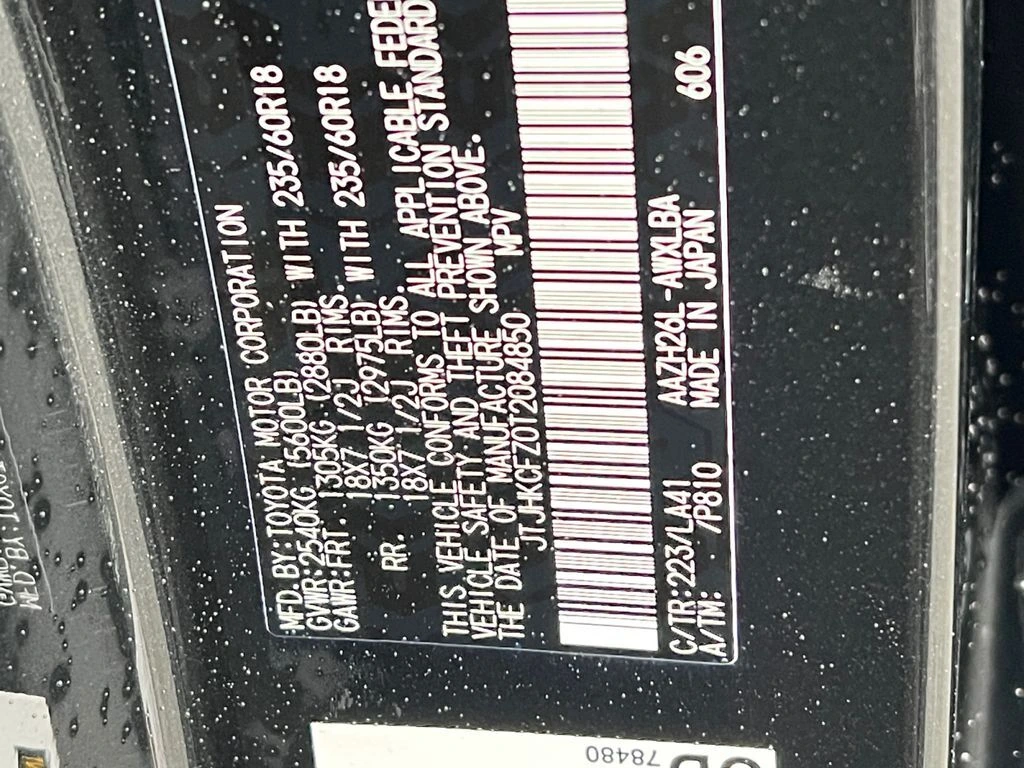 MFD.BY:TOYOTA MOTOR CORPORATION
GVWR:2540KG (5600LB)
GAWR:FRT. 1305KG (2880LB) WITH 235/60R18
18X7 1/2J RIMS.
RR. 1350KG (2975LB) WITH 235/60R18
18X7 1/2J RIMS.
THIS VEHICLE CONFORMS TO ALL APPLICABLE FEDE
VEHICLE SAFETY AND THEFT PREVENTION STANDARD
THE DATE OF MANUFACTURE SHOWN ABOVE.
JTJHKCFZ0T2084850 MPV
C/TR:223/LA41 AAZH26L-AWXLBA
A/TM: /P810 MADE IN JAPAN 606
78480